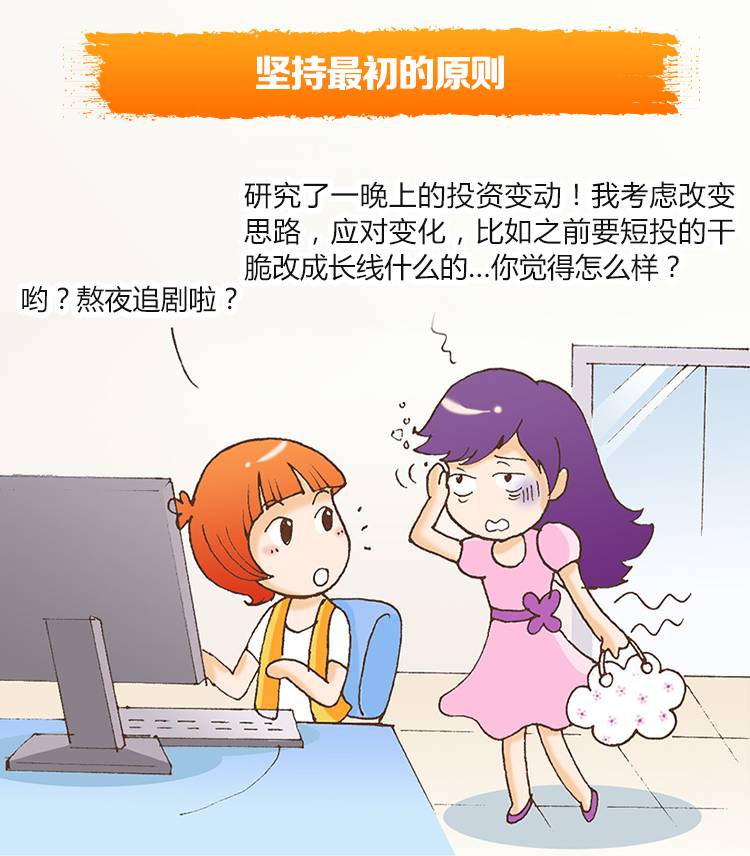 坚持最初的原则
哟？熬夜追剧啦？
研究了一晚上的投资变动！我考虑改变
思路，应对变化，比如之前要短投的干
脆改成长线什么的...你觉得怎么样？